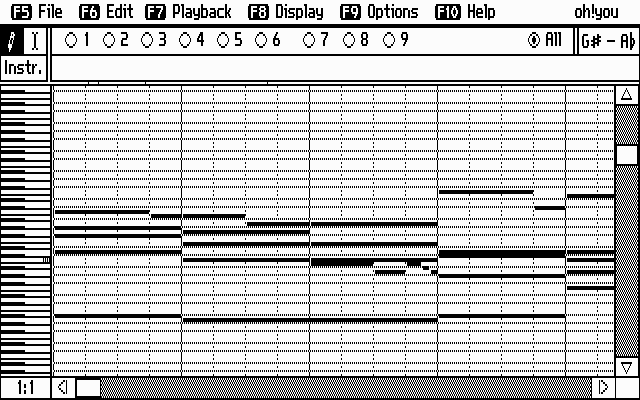 F5 File F6 Edit F7 Playback F8 Display F9 Options F10 Help oh!you
1 2 3 4 5 6 7 8 9 All G# - A♭
Instr.
1:1